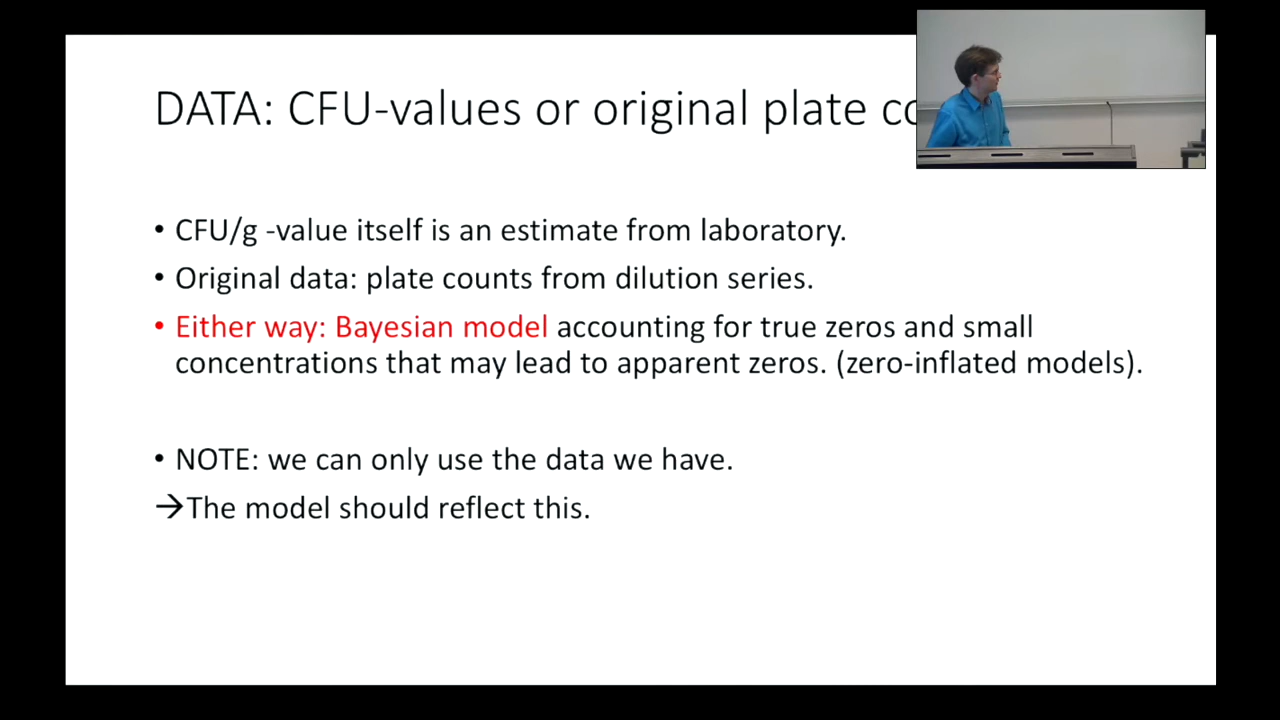 DATA: CFU-values or original plate
• CFU/g -value itself is an estimate from laboratory.
• Original data: plate counts from dilution series.
• Either way: Bayesian model accounting for true zeros and small
concentrations that may lead to apparent zeros. (zero-inflated models).
• NOTE: we can only use the data we have.
→The model should reflect this.